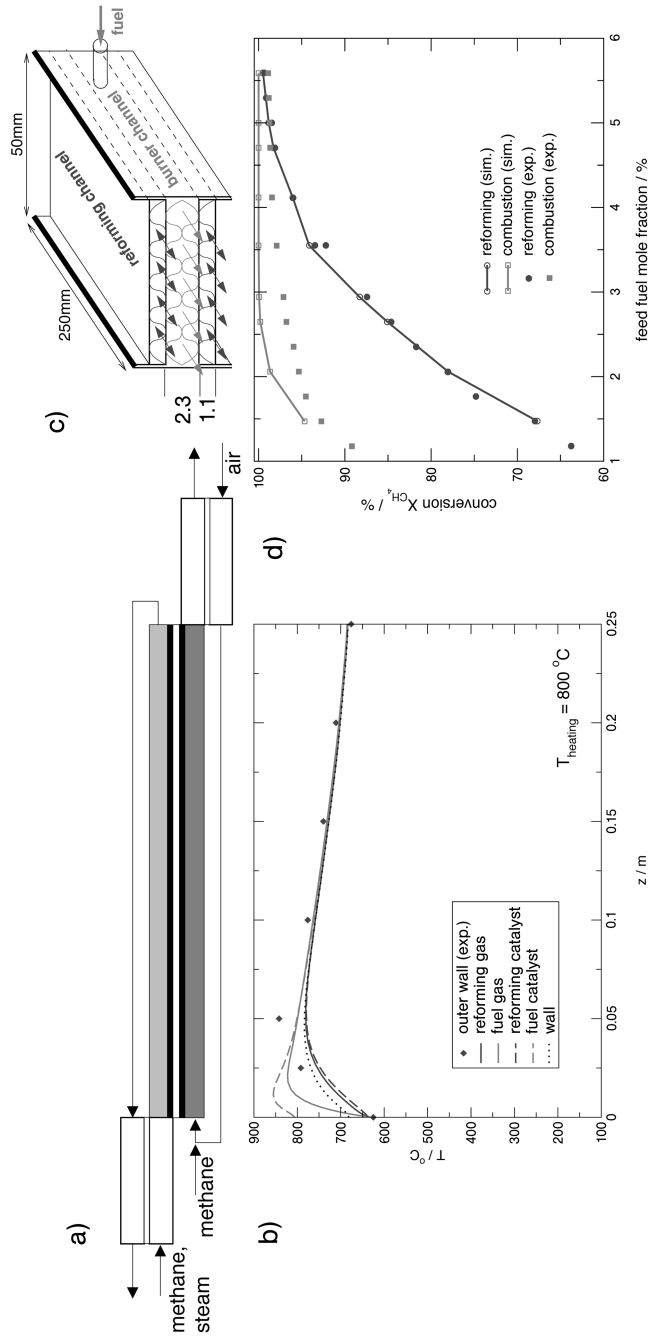 a)
methane,
steam
methane
air
b)
T / °C
900
800
700
600
500
400
300
200
100
0
0.05
0.1
0.15
0.2
0.25
z / m
outer wall (exp.)
reforming gas
fuel gas
reforming catalyst
fuel catalyst
wall
T heating = 800 °C
c)
250mm
50mm
reforming channel
burner channel
fuel
2.3
1.1
d)
conversion X CH4 / %
100
90
80
70
60
1
2
3
4
5
6
feed fuel mole fraction / %
reforming (sim.)
combustion (sim.)
reforming (exp.)
combustion (exp.)